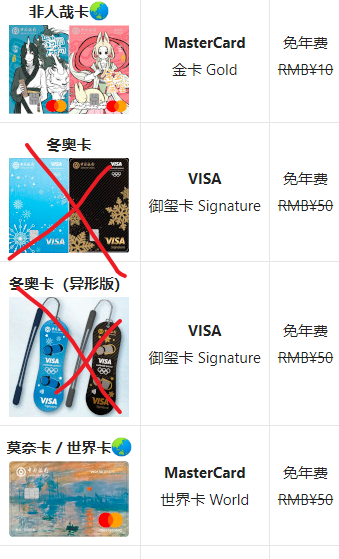 非人哉卡🌏
MasterCard
金卡 Gold
免年费
RMB¥10
冬奥卡
VISA
VISA
VISA
御玺卡 Signature
免年费
RMB¥50
冬奥卡（异形版）
VISA
御玺卡 Signature
免年费
RMB¥50
莫奈卡 / 世界卡🌏
MasterCard
世界卡 World
免年费
RMB¥50